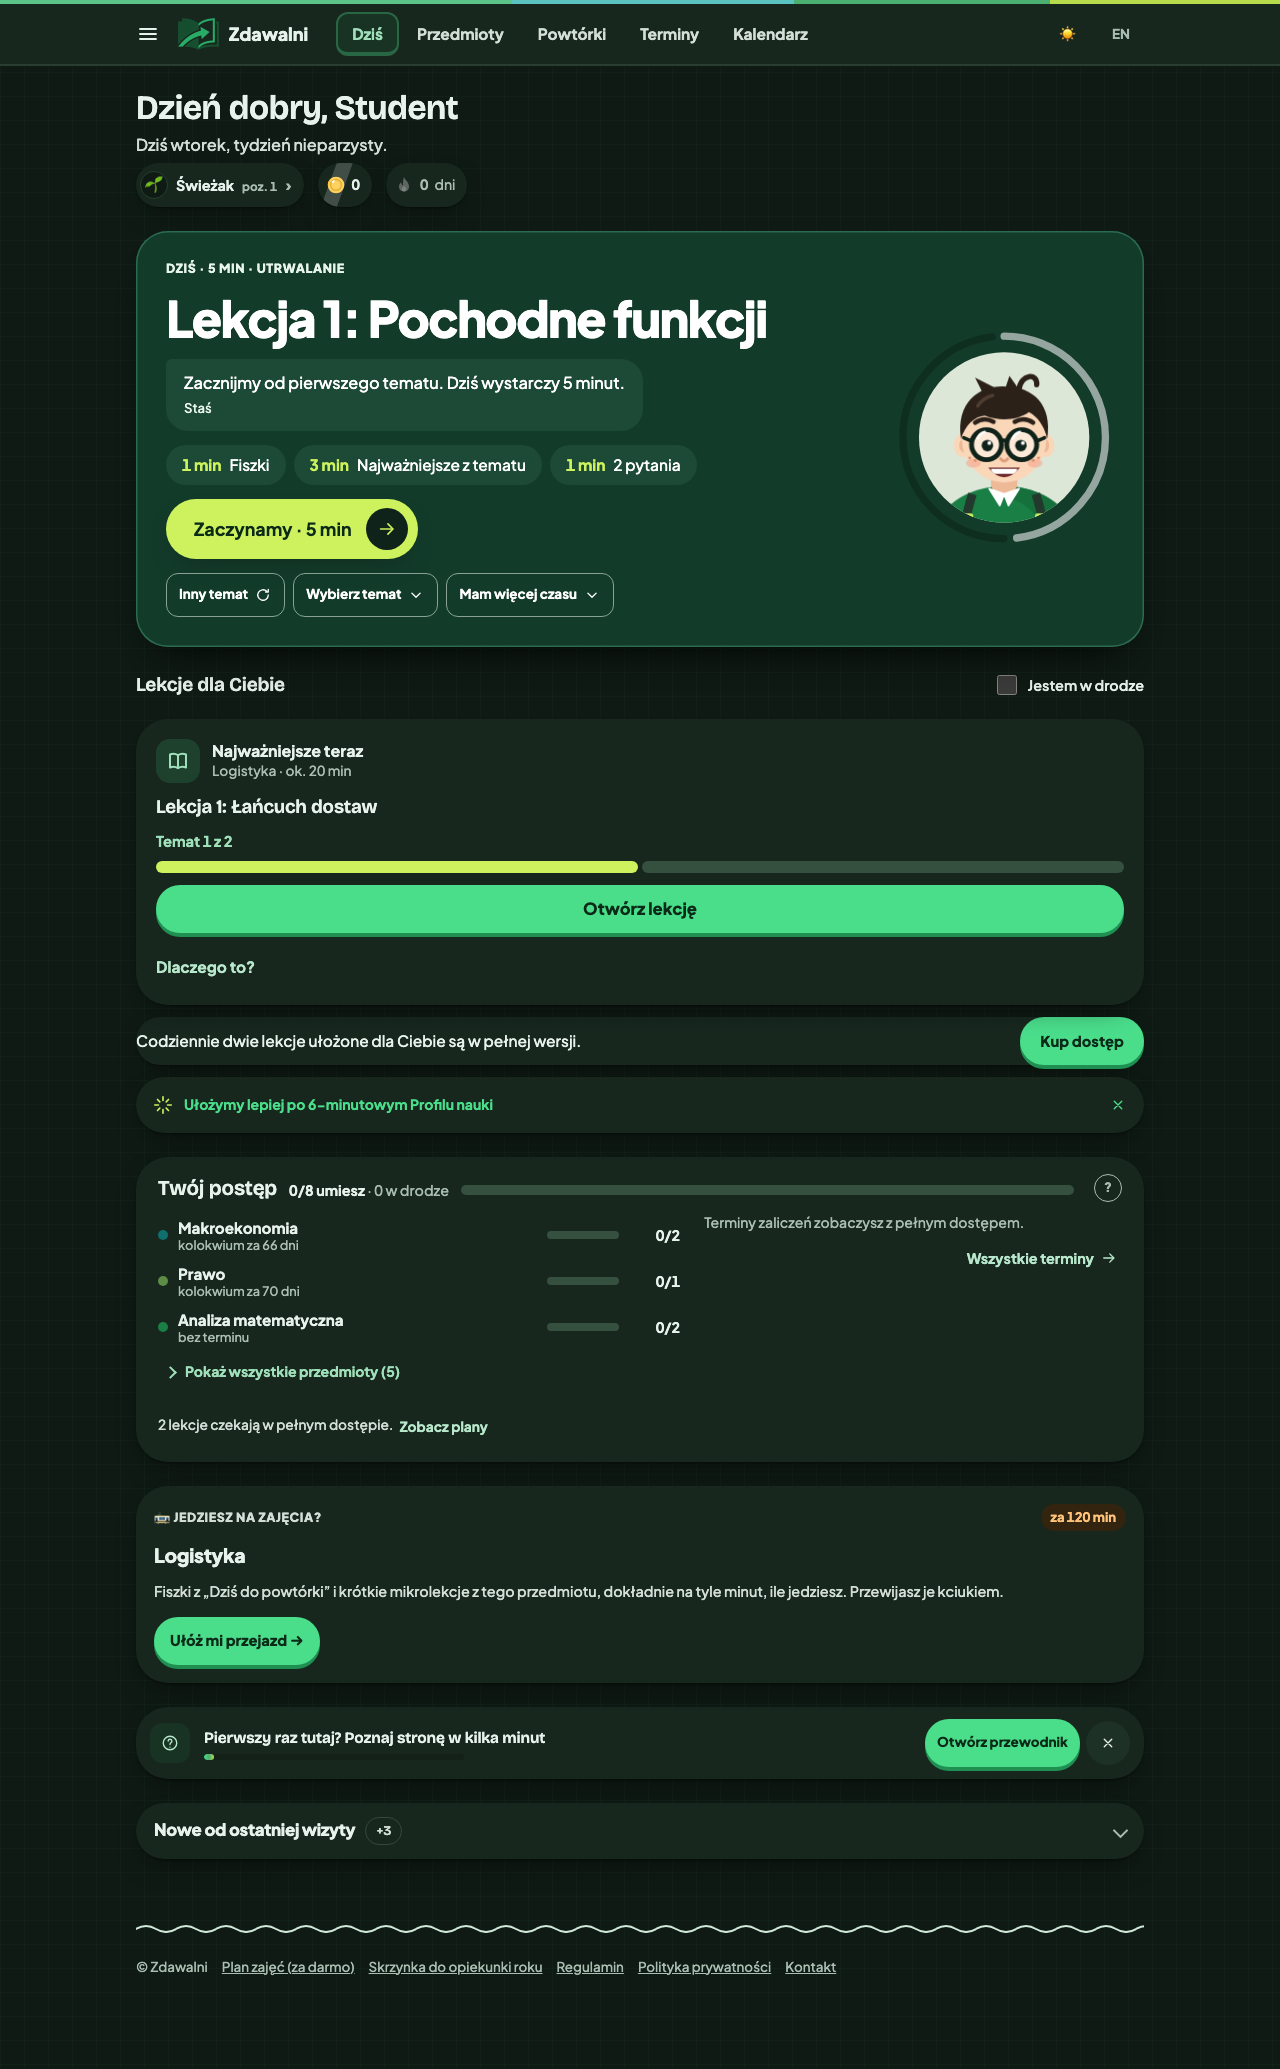 Zdawalni
Dziś
Przedmioty
Powtórki
Terminy
Kalendarz
EN
Dzień dobry, Student
Dziś wtorek, tydzień nieparzysty.
Świeżak poz. 1 ›
0
0 dni
DZIŚ · 5 MIN · UTRWALANIE
Lekcja 1: Pochodne funkcji
Zacznijmy od pierwszego tematu. Dziś wystarczy 5 minut.
Staś
1 min Fiszki
3 min Najważniejsze z tematu
1 min 2 pytania
Zaczynamy · 5 min →
Inny temat
Wybierz temat
Mam więcej czasu
Lekcje dla Ciebie
Jestem w drodze
Najważniejsze teraz
Logistyka · ok. 20 min
Lekcja 1: Łańcuch dostaw
Temat 1 z 2
Otwórz lekcję
Dlaczego to?
Codziennie dwie lekcje ułożone dla Ciebie są w pełnej wersji.
Kup dostęp
Ułożymy lepiej po 6-minutowym Profilu nauki
Twój postęp 0/8 umiesz · 0 w drodze
?
Makroekonomia
kolokwium za 66 dni
0/2
Prawo
kolokwium za 70 dni
0/1
Analiza matematyczna
bez terminu
0/2
Terminy zaliczeń zobaczysz z pełnym dostępem.
Wszystkie terminy →
Pokaż wszystkie przedmioty (5)
2 lekcje czekają w pełnym dostępie. Zobacz plany
JEDZIESZ NA ZAJĘCIA?
za 120 min
Logistyka
Fiszki z „Dziś do powtórki” i krótkie mikrolekcje z tego przedmiotu, dokładnie na tyle minut, ile jedziesz. Przewijasz je kciukiem.
Ułóż mi przejazd →
Pierwszy raz tutaj? Poznaj stronę w kilka minut
Otwórz przewodnik
Nowe od ostatniej wizyty +3
© Zdawalni Plan zajęć (za darmo) Skrzynka do opiekunki roku Regulamin Polityka prywatności Kontakt